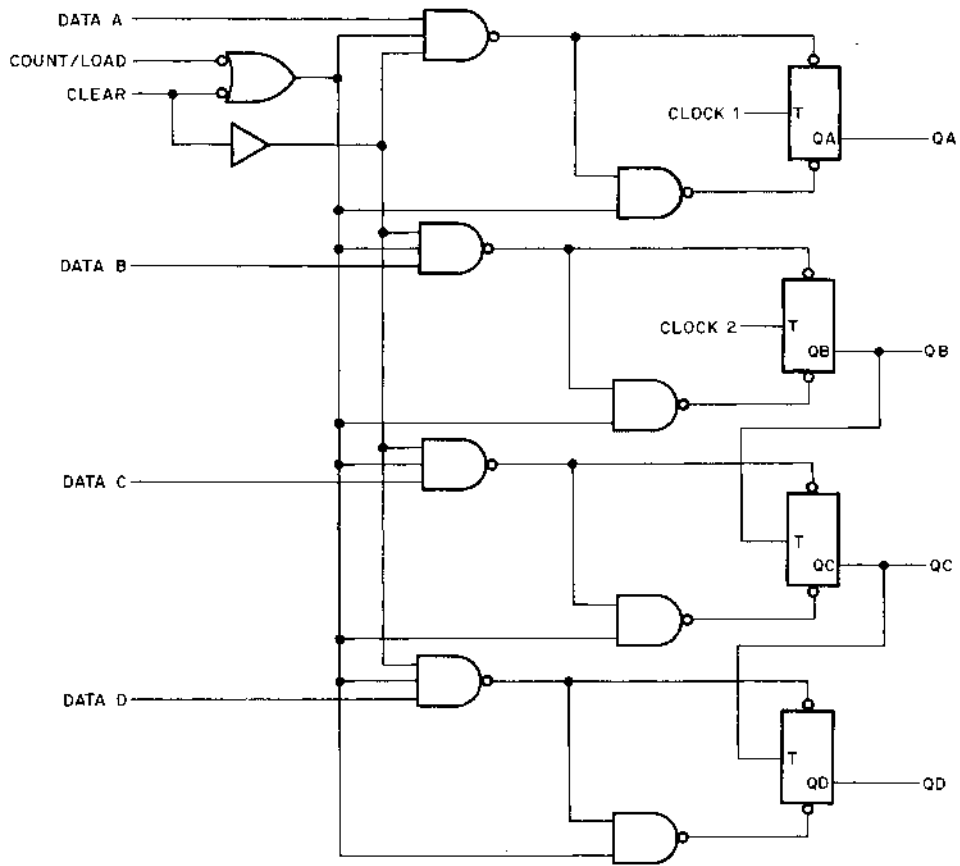 DATA A
COUNT/LOAD
CLEAR
CLOCK 1
T
QA
QA
DATA B
CLOCK 2
T
QB
QB
DATA C
T
QC
QC
DATA D
T
QD
QD